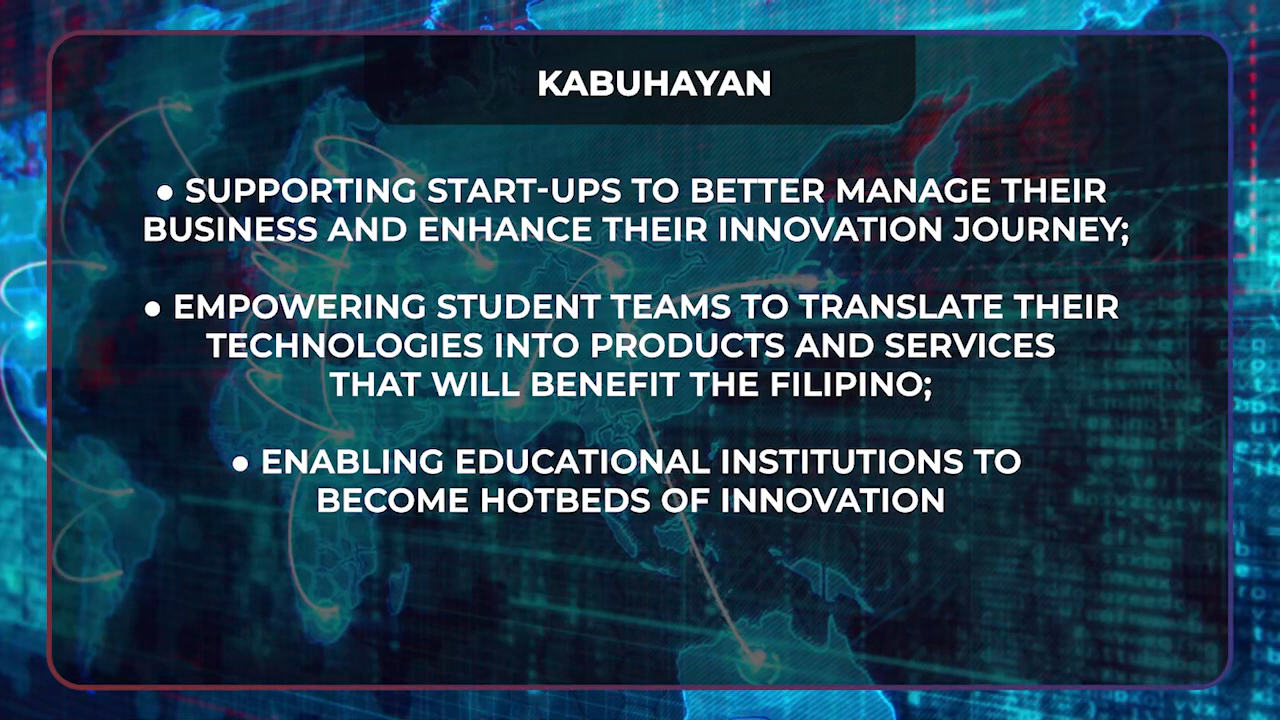 KABUHAYAN
● SUPPORTING START-UPS TO BETTER MANAGE THEIR
BUSINESS AND ENHANCE THEIR INNOVATION JOURNEY;
● EMPOWERING STUDENT TEAMS TO TRANSLATE THEIR
TECHNOLOGIES INTO PRODUCTS AND SERVICES
THAT WILL BENEFIT THE FILIPINO;
● ENABLING EDUCATIONAL INSTITUTIONS TO
BECOME HOTBEDS OF INNOVATION